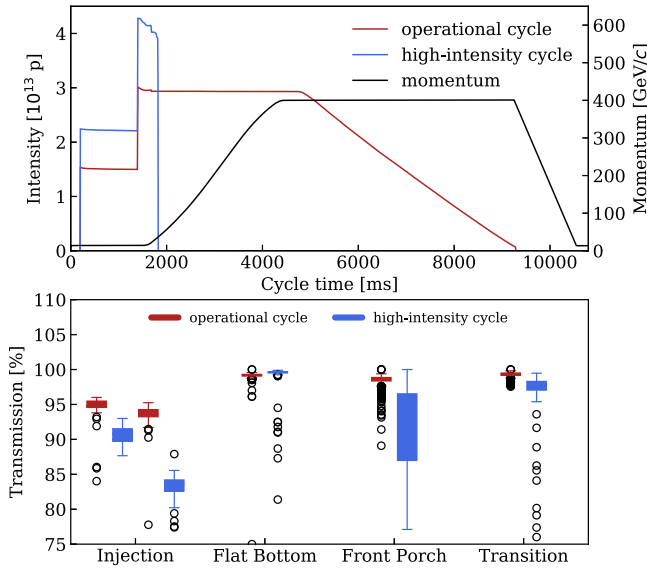 operational cycle
high-intensity cycle
momentum
Intensity [10¹³ p]
4
3
2
1
0
Momentum [GeV/c]
600
500
400
300
200
100
0
0 2000 4000 6000 8000 10000
Cycle time [ms]
operational cycle high-intensity cycle
Transmission [%]
110
105
100
95
90
85
80
75
Injection Flat Bottom Front Porch Transition